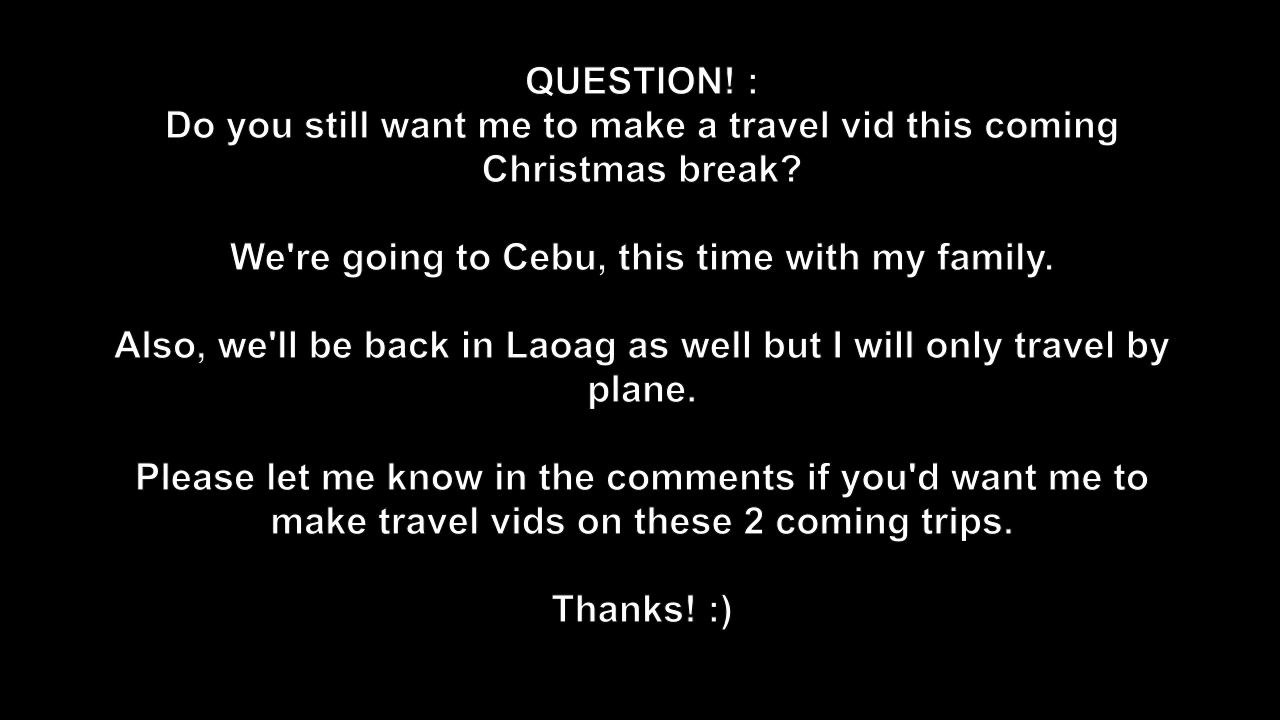 QUESTION! :
Do you still want me to make a travel vid this coming
Christmas break?
We're going to Cebu, this time with my family.
Also, we'll be back in Laoag as well but I will only travel by
plane.
Please let me know in the comments if you'd want me to
make travel vids on these 2 coming trips.
Thanks! :)